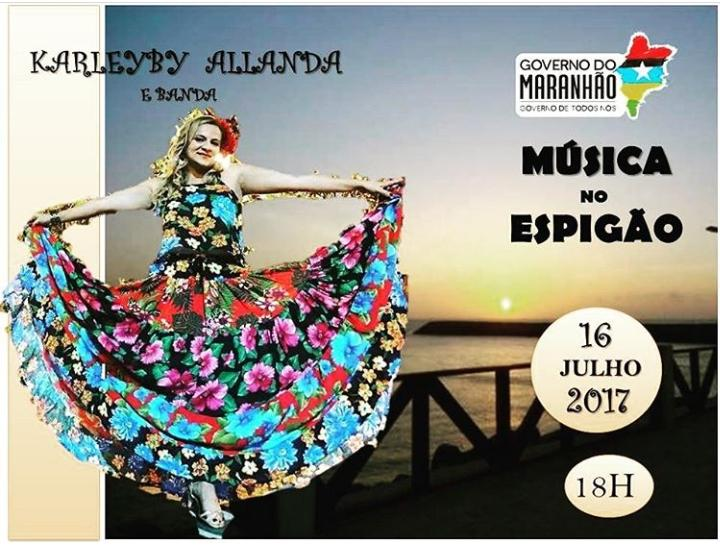 KARLEYBY ALLANDA
E BANDA
GOVERNO DO
MARANHÃO
GOVERNO DE TODOS NÓS
MÚSICA
NO
ESPIGÃO
16
JULHO
2017
18H